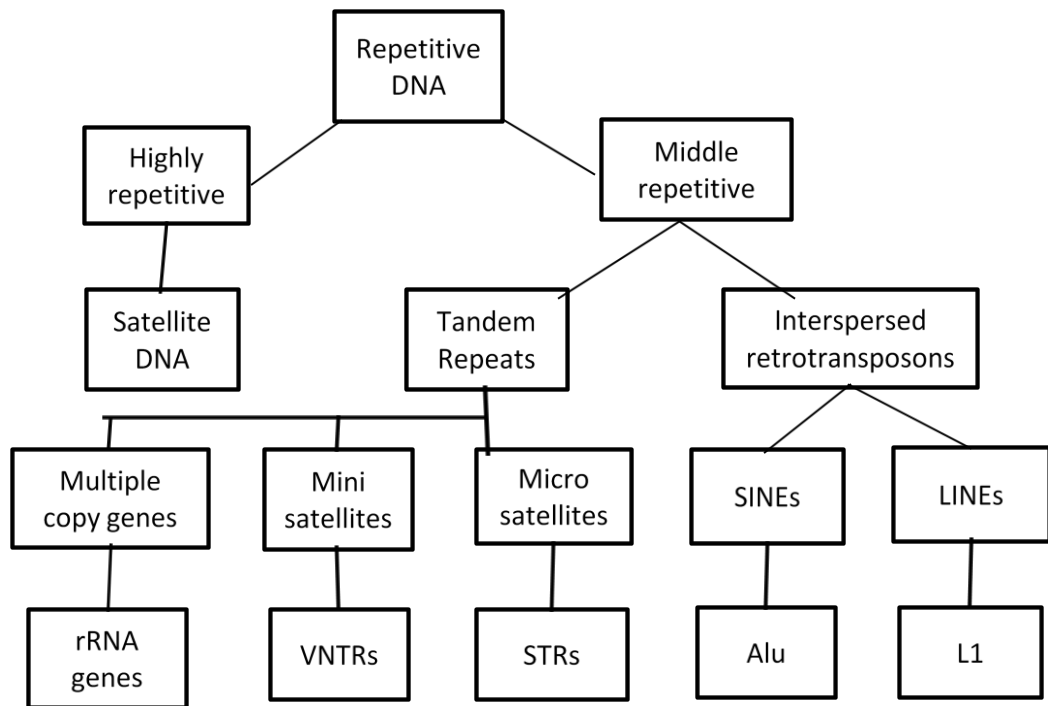 Repetitive
DNA
Highly
repetitive
Middle
repetitive
Satellite
DNA
Tandem
Repeats
Interspersed
retrotransposons
Multiple
copy genes
Mini
satellites
Micro
satellites
SINEs
LINEs
rRNA
genes
VNTRs
STRs
Alu
L1